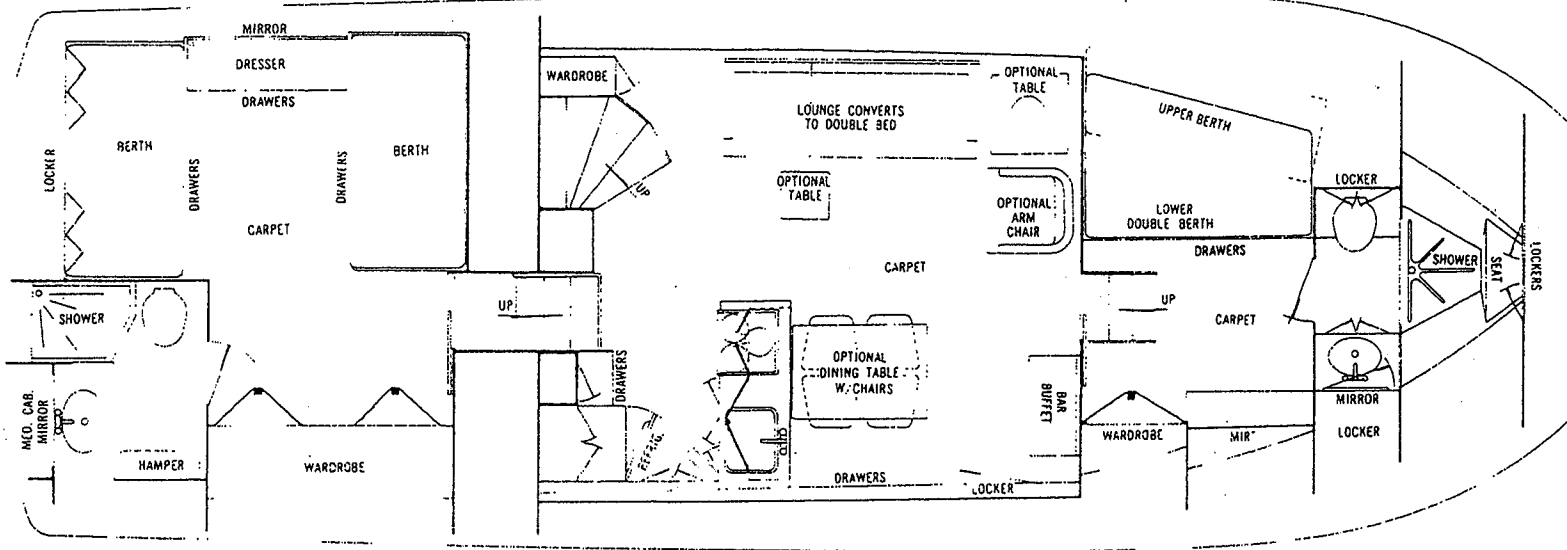 MIRROR
DRESSER
DRAWERS
BERTH
LOCKER
DRAWERS
DRAWERS
BERTH
CARPET
SHOWER
MED. CAB.
MIRROR
HAMPER
WARDROBE
WARDROBE
UP
UP
DRAWERS
REFRIG.
LOUNGE CONVERTS
TO DOUBLE BED
OPTIONAL
TABLE
OPTIONAL
TABLE
OPTIONAL
ARM
CHAIR
CARPET
OPTIONAL
DINING TABLE
W/CHAIRS
BAR
BUFFET
DRAWERS
LOCKER
UPPER BERTH
LOWER
DOUBLE BERTH
DRAWERS
UP
CARPET
WARDROBE
MIR
LOCKER
SHOWER
SEAT
LOCKERS
MIRROR
LOCKER